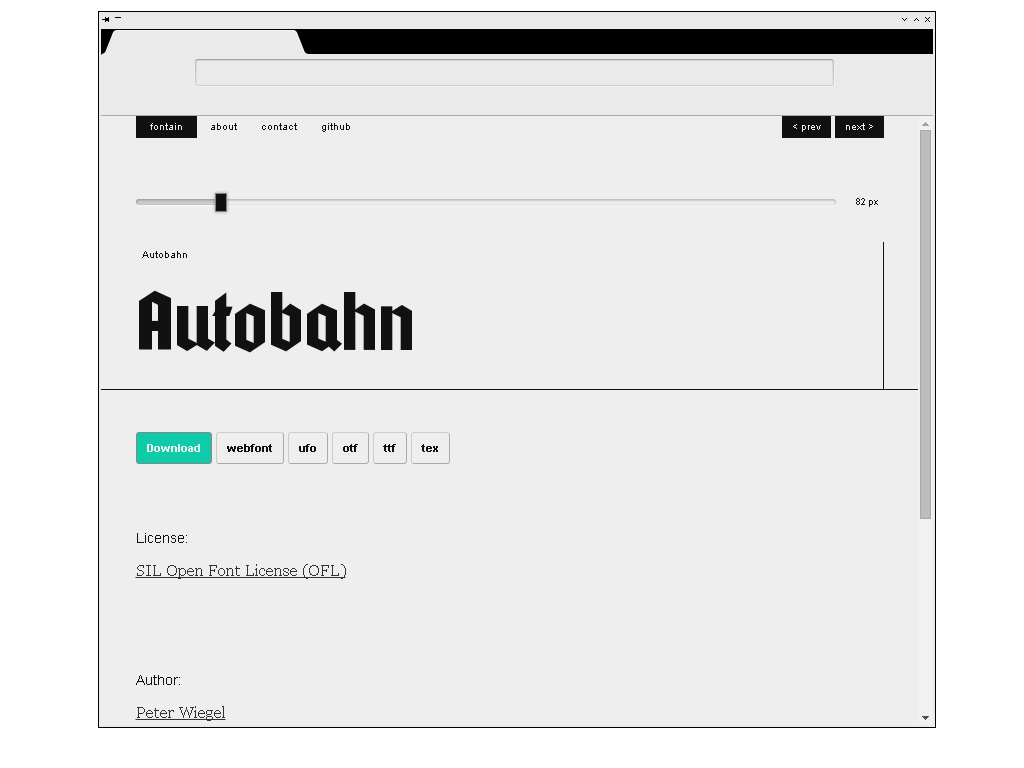 fontain about contact github < prev next >
82 px
Autobahn
Autobahn
Download webfont ufo otf ttf tex
License:
SIL Open Font License (OFL)
Author:
Peter Wiegel